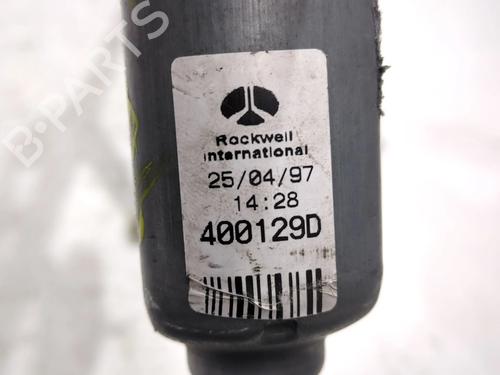 B-PARTS
Rockwell
International
25/04/97
14:28
400129D